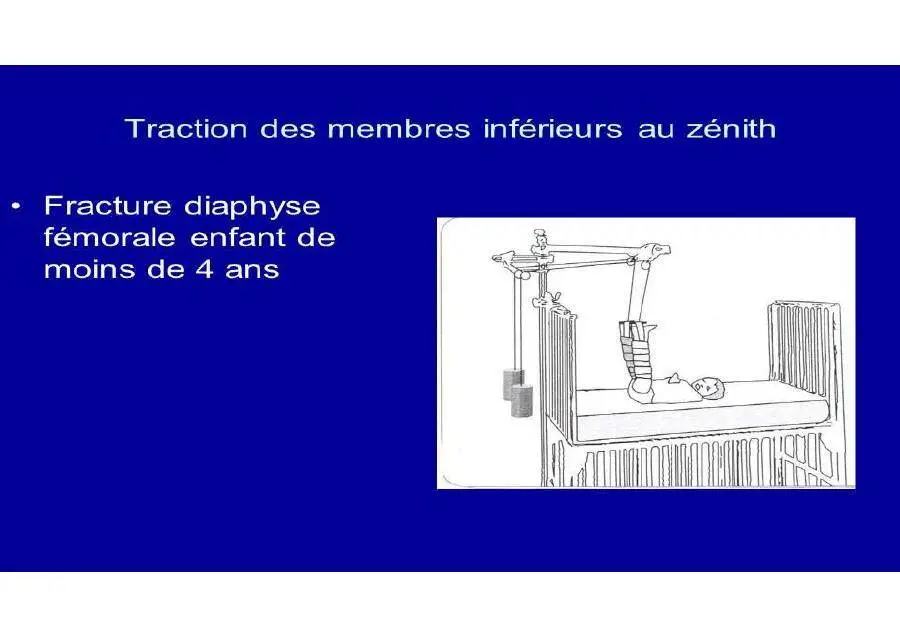 Traction des membres inférieurs au zénith
• Fracture diaphyse
fémorale enfant de
moins de 4 ans